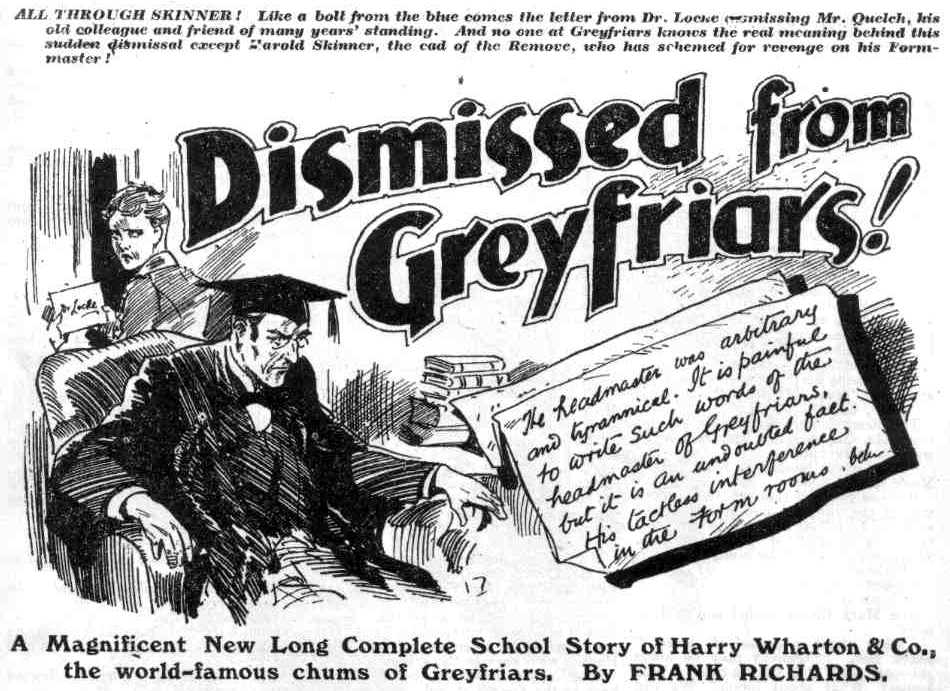 ALL THROUGH SKINNER! Like a bolt from the blue comes the letter from Dr. Locke dismissing Mr. Quelch, his
old colleague and friend of many years' standing. And no one at Greyfriars knows the real meaning behind this
sudden dismissal except Harold Skinner, the cad of the Remove, who has schemed for revenge on his Form-
master!
Dismissed from
Greyfriars!
Dr Locke
The headmaster was arbitrary
and tyrannical. It is painful
to write such words of the
headmaster of Greyfriars,
but it is an undoubted fact.
His tactless interference
in the Form rooms
A Magnificent New Long Complete School Story of Harry Wharton & Co.,
the world-famous chums of Greyfriars. By FRANK RICHARDS.